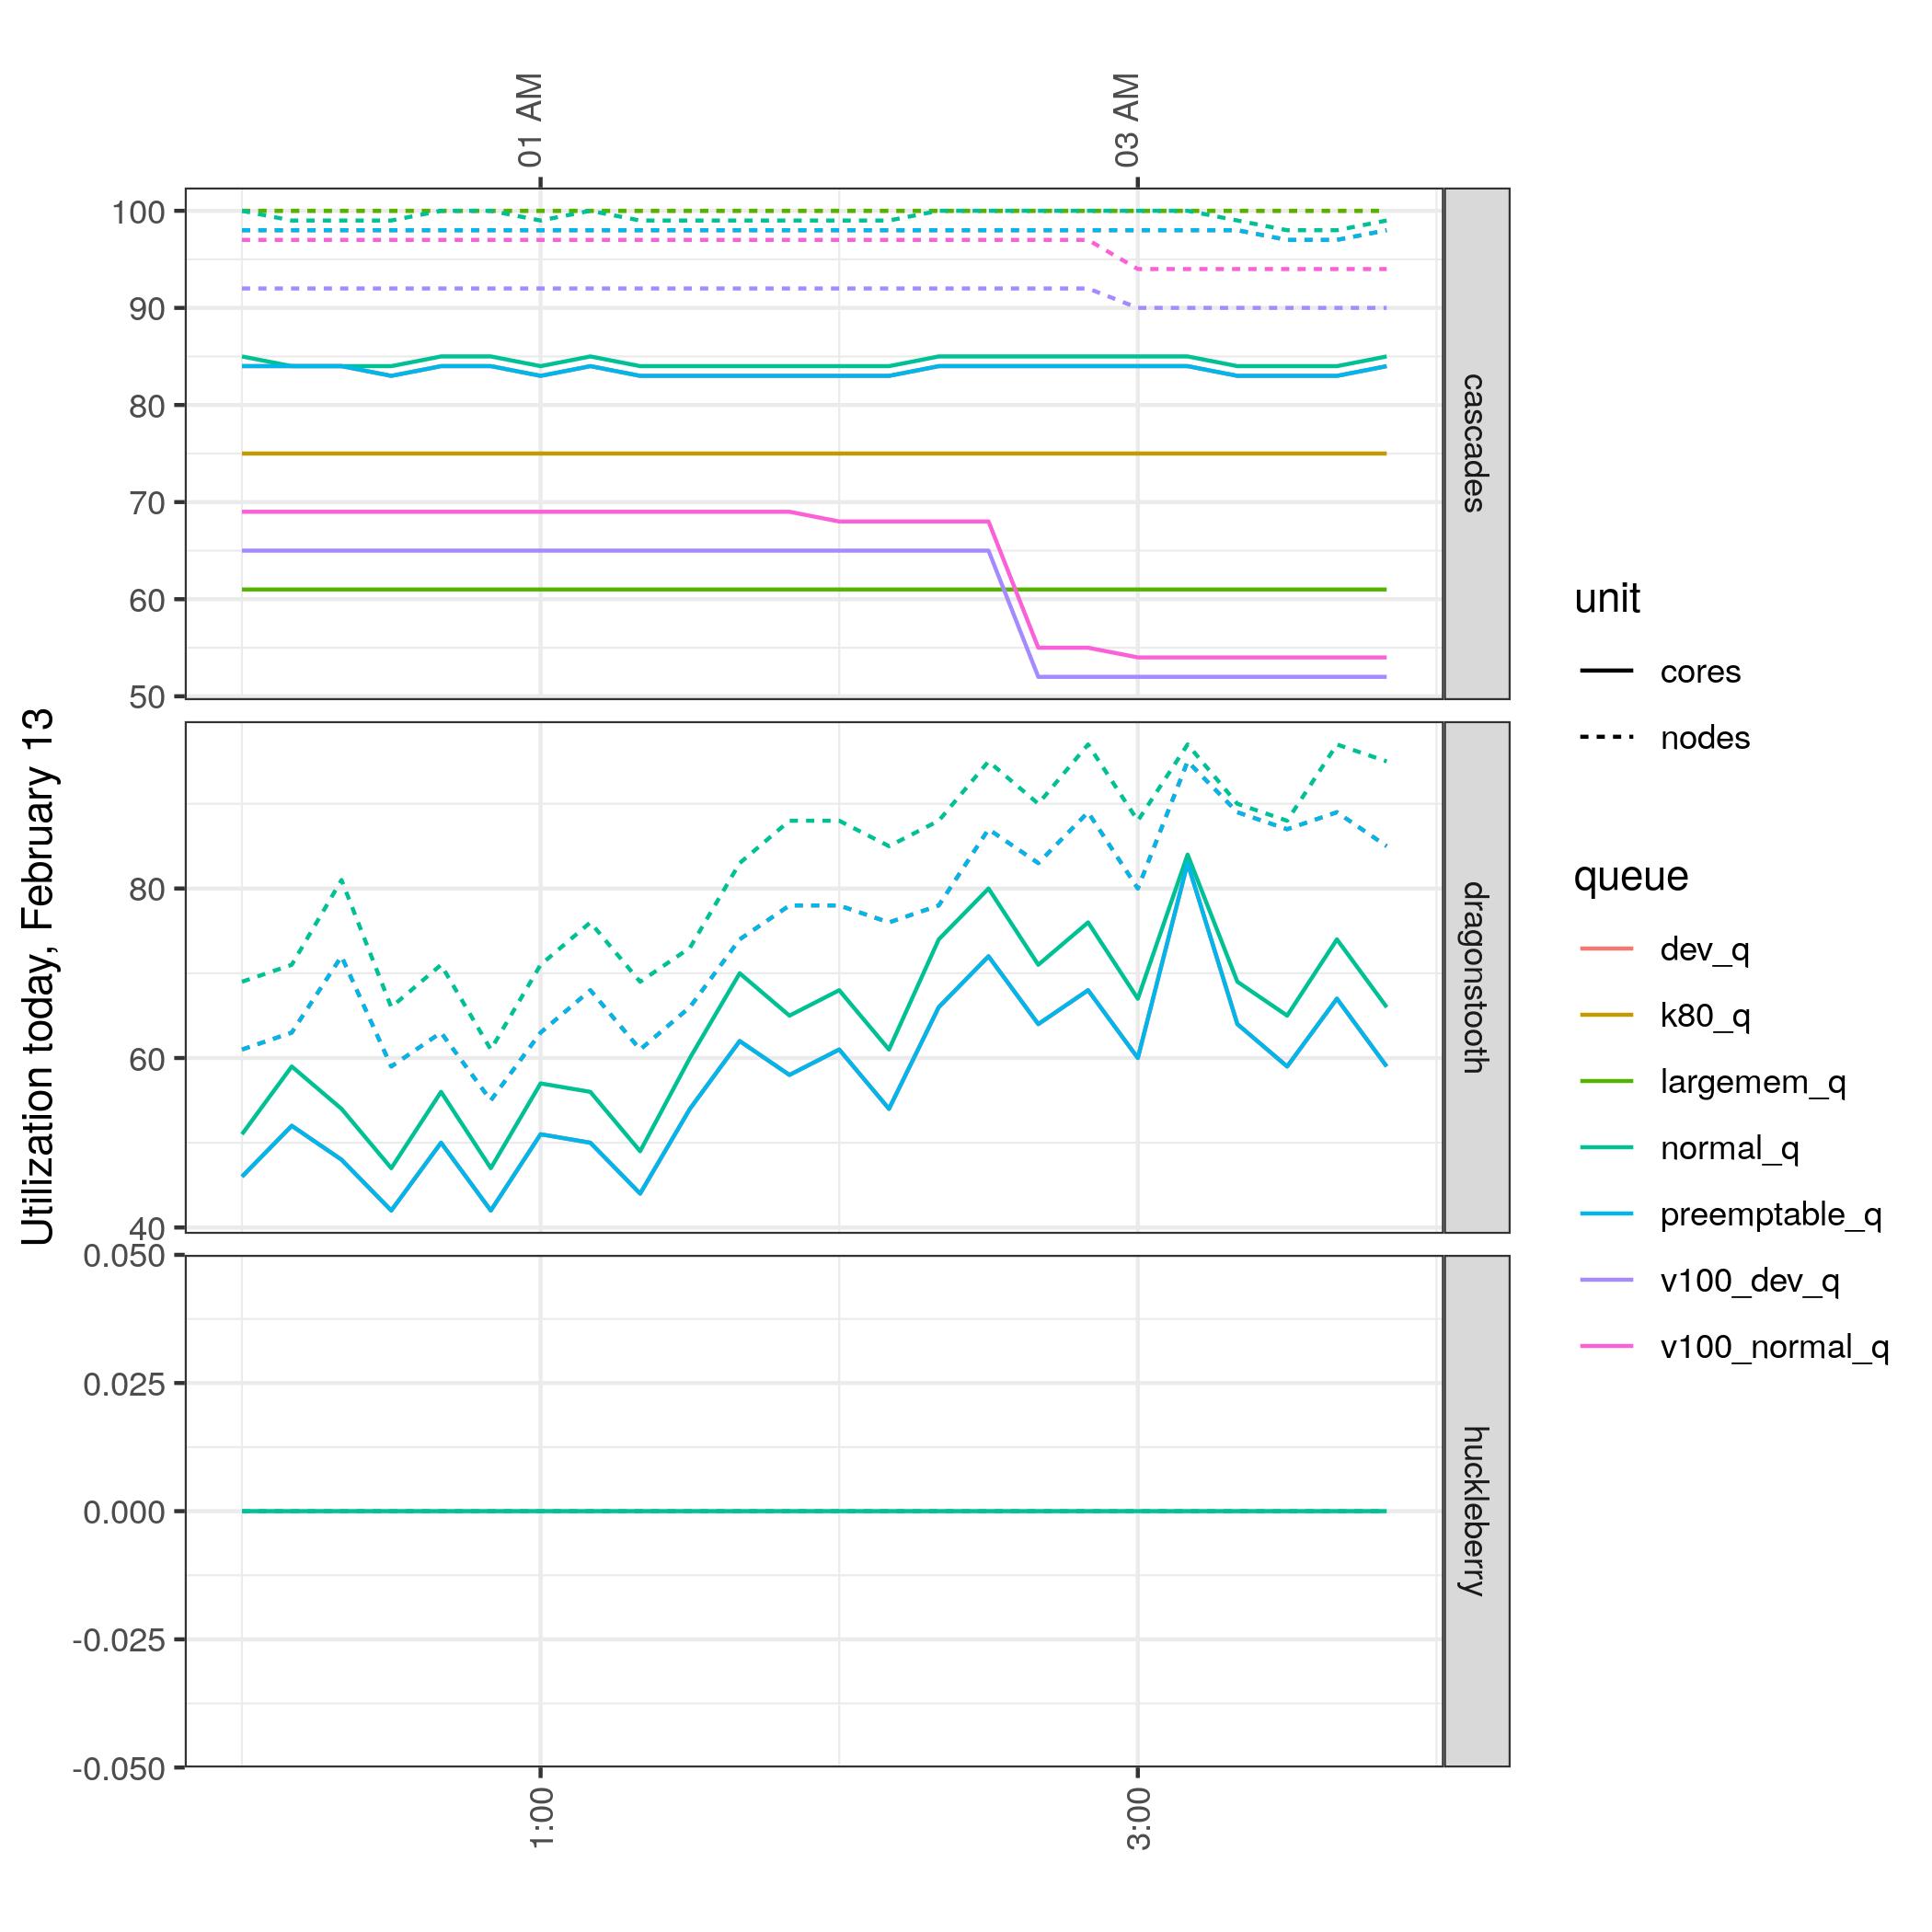 01 AM
03 AM
100
90
80
70
60
50
cascades
Utilization today, February 13
80
60
40
dragonstooth
0.050
0.025
0.000
-0.025
-0.050
huckleberry
1:00
3:00
unit
cores
nodes
queue
dev_q
k80_q
largemem_q
normal_q
preemptable_q
v100_dev_q
v100_normal_q